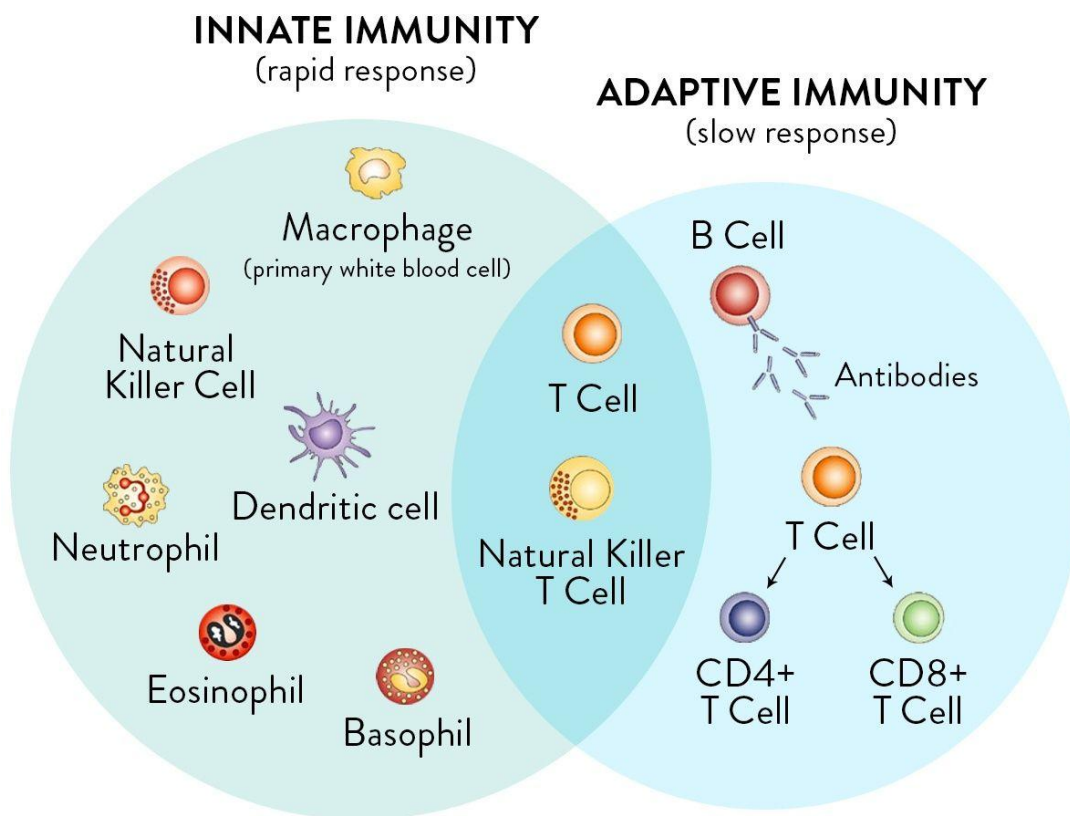 INNATE IMMUNITY
(rapid response)
ADAPTIVE IMMUNITY
(slow response)
Macrophage
(primary white blood cell)
Natural
Killer Cell
Dendritic cell
Neutrophil
Eosinophil
Basophil
T Cell
Natural Killer
T Cell
B Cell
Antibodies
T Cell
CD4+
T Cell
CD8+
T Cell